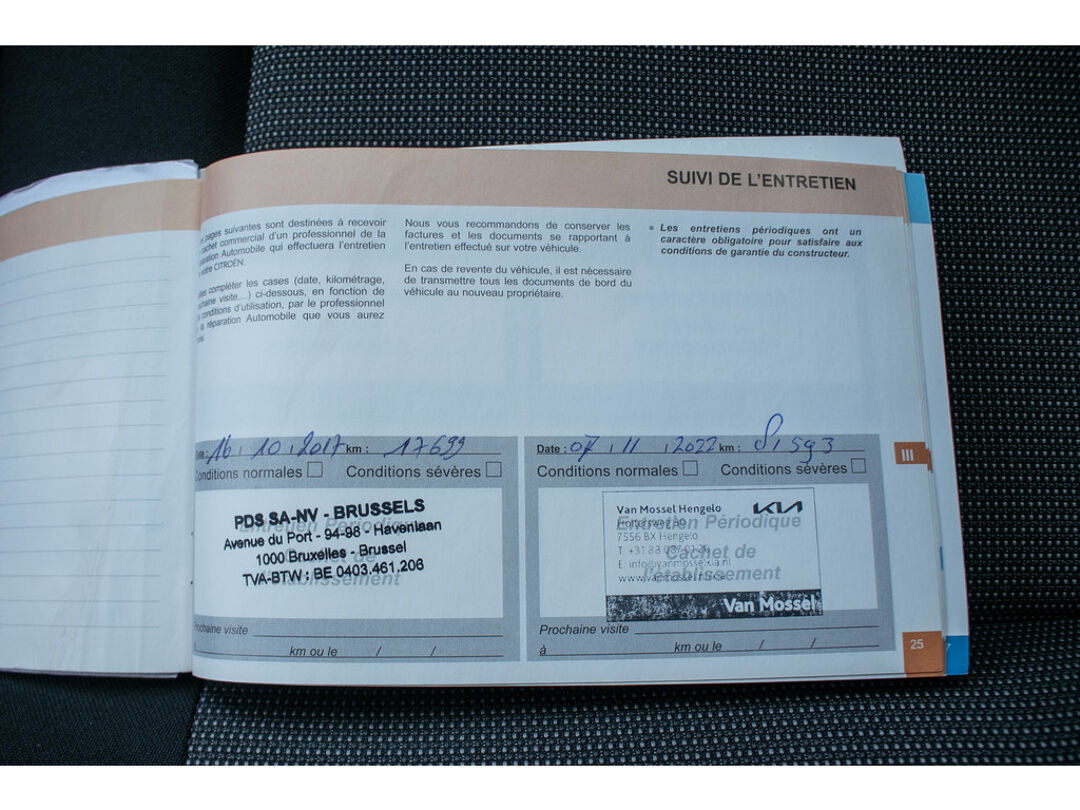 SUIVI DE L'ENTRETIEN
pages suivantes sont destinées à recevoir
cachet commercial d'un professionnel de la
Automobile qui effectuera l'entretien
votre CITROËN.
compléter les cases (date, kilométrage,
visite....) ci-dessous, en fonction de
conditions d'utilisation, par le professionnel
la réparation Automobile que vous aurez
Nous vous recommandons de conserver les
factures et les documents se rapportant à
l'entretien effectué sur votre véhicule.
En cas de revente du véhicule, il est nécessaire
de transmettre tous les documents de bord du
véhicule au nouveau propriétaire.
• Les entretiens périodiques ont un
caractère obligatoire pour satisfaire aux
conditions de garantie du constructeur.
16 / 10 / 2017 km : 17699
Conditions normales Conditions sévères
Entretien Périodique
Cachet de
l'établissement
PDS SA-NV - BRUSSELS
Avenue du Port - 94-96 - Havenlaan
1000 Bruxelles - Brussel
TVA-BTW : BE 0403.461.206
Prochaine visite
km ou le / /
Date : 07 / 11 / 2022 km : 81593
Conditions normales Conditions sévères
Entretien Périodique
Cachet de
l'établissement
Van Mossel Hengelo KIA
7556 BX Hengelo
Van Mossel
Prochaine visite
à km ou le / /
III
25